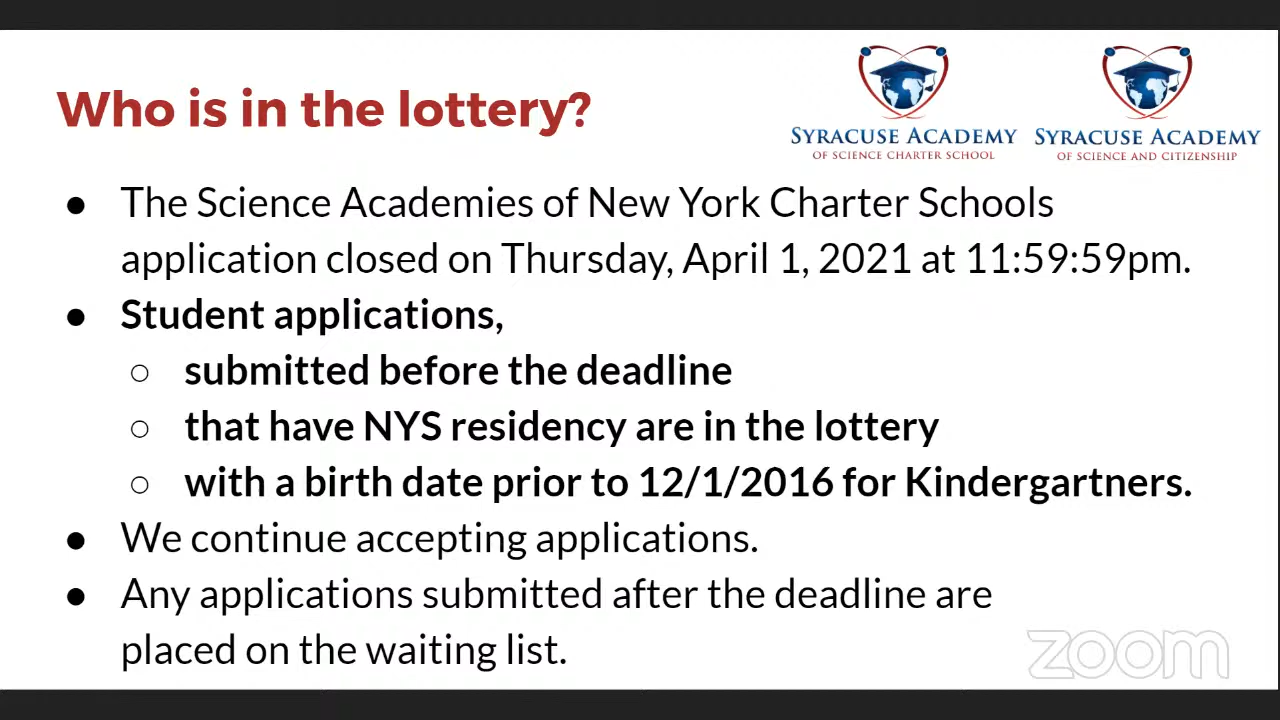 Who is in the lottery?
SYRACUSE ACADEMY
OF SCIENCE CHARTER SCHOOL
SYRACUSE ACADEMY
OF SCIENCE AND CITIZENSHIP
● The Science Academies of New York Charter Schools
application closed on Thursday, April 1, 2021 at 11:59:59pm.
● Student applications,
○ submitted before the deadline
○ that have NYS residency are in the lottery
○ with a birth date prior to 12/1/2016 for Kindergartners.
● We continue accepting applications.
● Any applications submitted after the deadline are
placed on the waiting list.
zoom